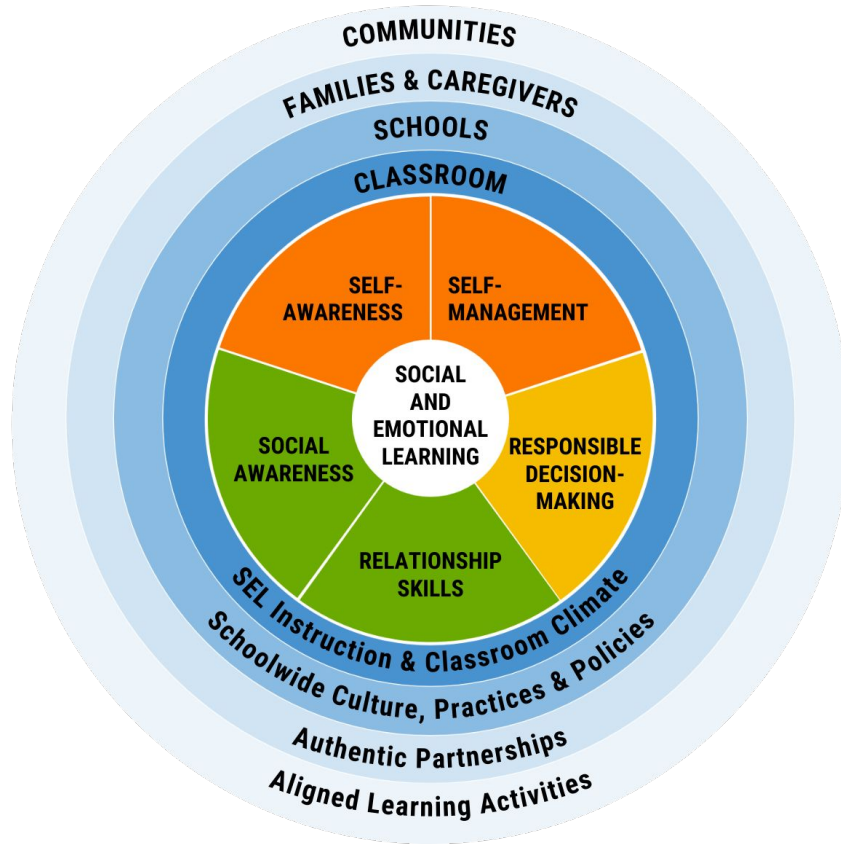 COMMUNITIES
FAMILIES & CAREGIVERS
SCHOOLS
CLASSROOM
SELF-
AWARENESS
SELF-
MANAGEMENT
SOCIAL
AND
EMOTIONAL
LEARNING
SOCIAL
AWARENESS
RESPONSIBLE
DECISION-
MAKING
RELATIONSHIP
SKILLS
SEL Instruction & Classroom Climate
Schoolwide Culture, Practices & Policies
Authentic Partnerships
Aligned Learning Activities